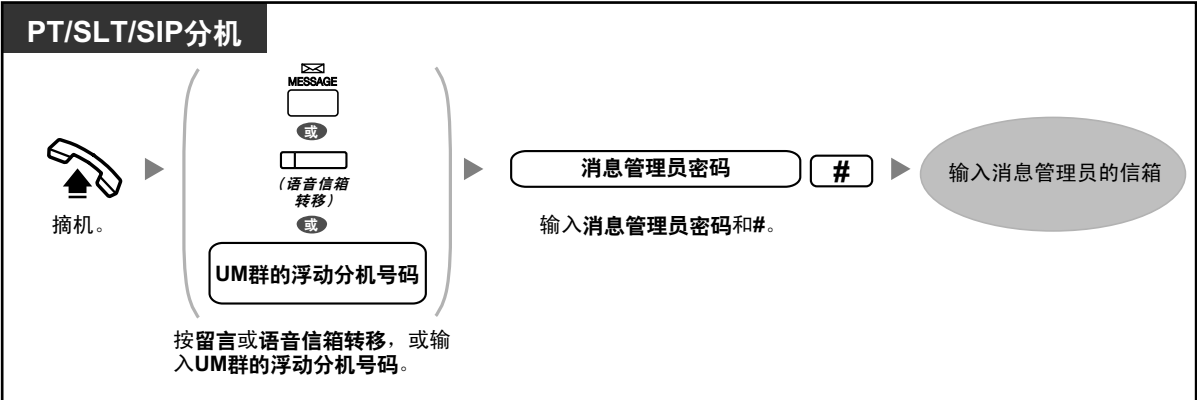 PT/SLT/SIP分机
MESSAGE
或
(语音信箱
转移)
或
UM群的浮动分机号码
摘机。
按留言或语音信箱转移，或输
入UM群的浮动分机号码。
消息管理员密码
#
输入消息管理员密码和#。
输入消息管理员的信箱